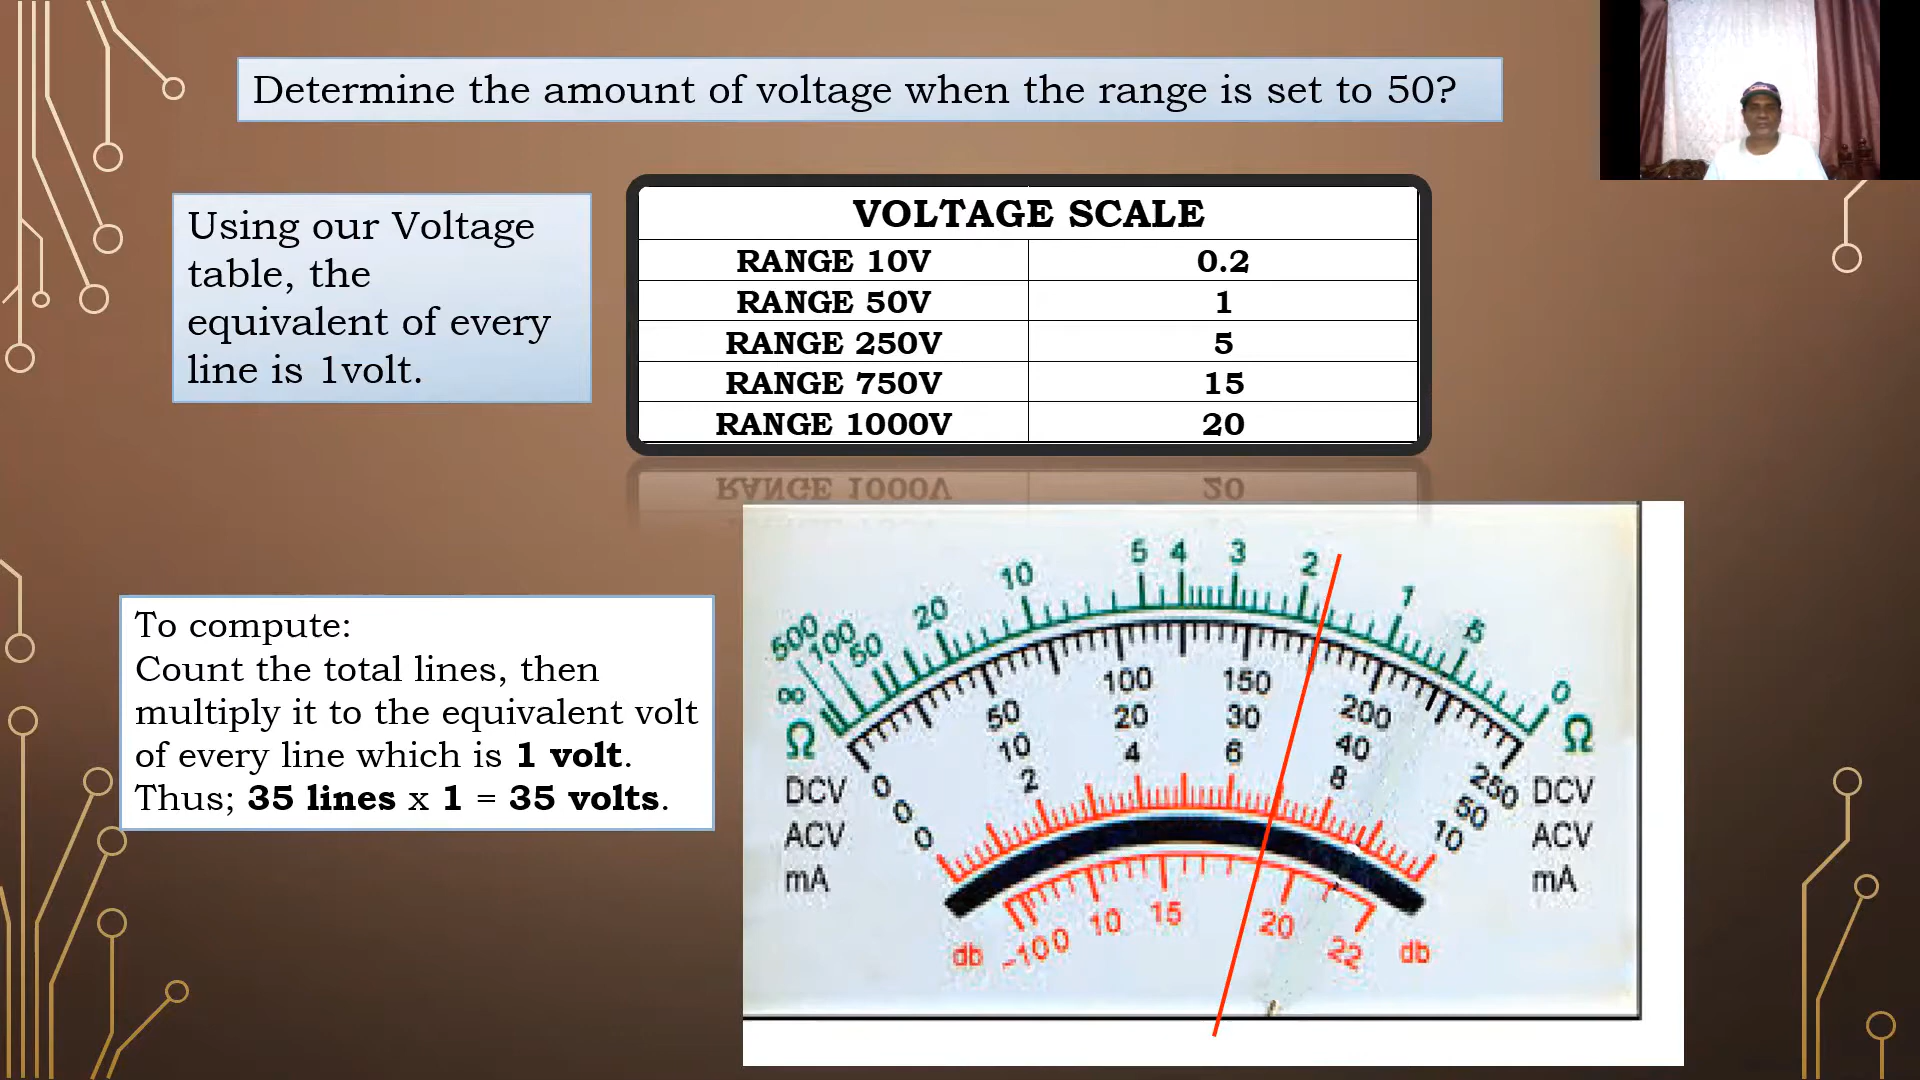 Determine the amount of voltage when the range is set to 50?
Using our Voltage
table, the
equivalent of every
line is 1volt.
VOLTAGE SCALE
RANGE 10V 0.2
RANGE 50V 1
RANGE 250V 5
RANGE 750V 15
RANGE 1000V 20
To compute:
Count the total lines, then
multiply it to the equivalent volt
of every line which is 1 volt.
Thus; 35 lines x 1 = 35 volts.
∞ 500 100 50 20 10 5 4 3 2 1 .5 0
Ω Ω
0 50 100 150 200 250
0 10 20 30 40 50
0 2 4 6 8 10
DCV DCV
ACV ACV
mA mA
db -10 0 10 15 20 22 db